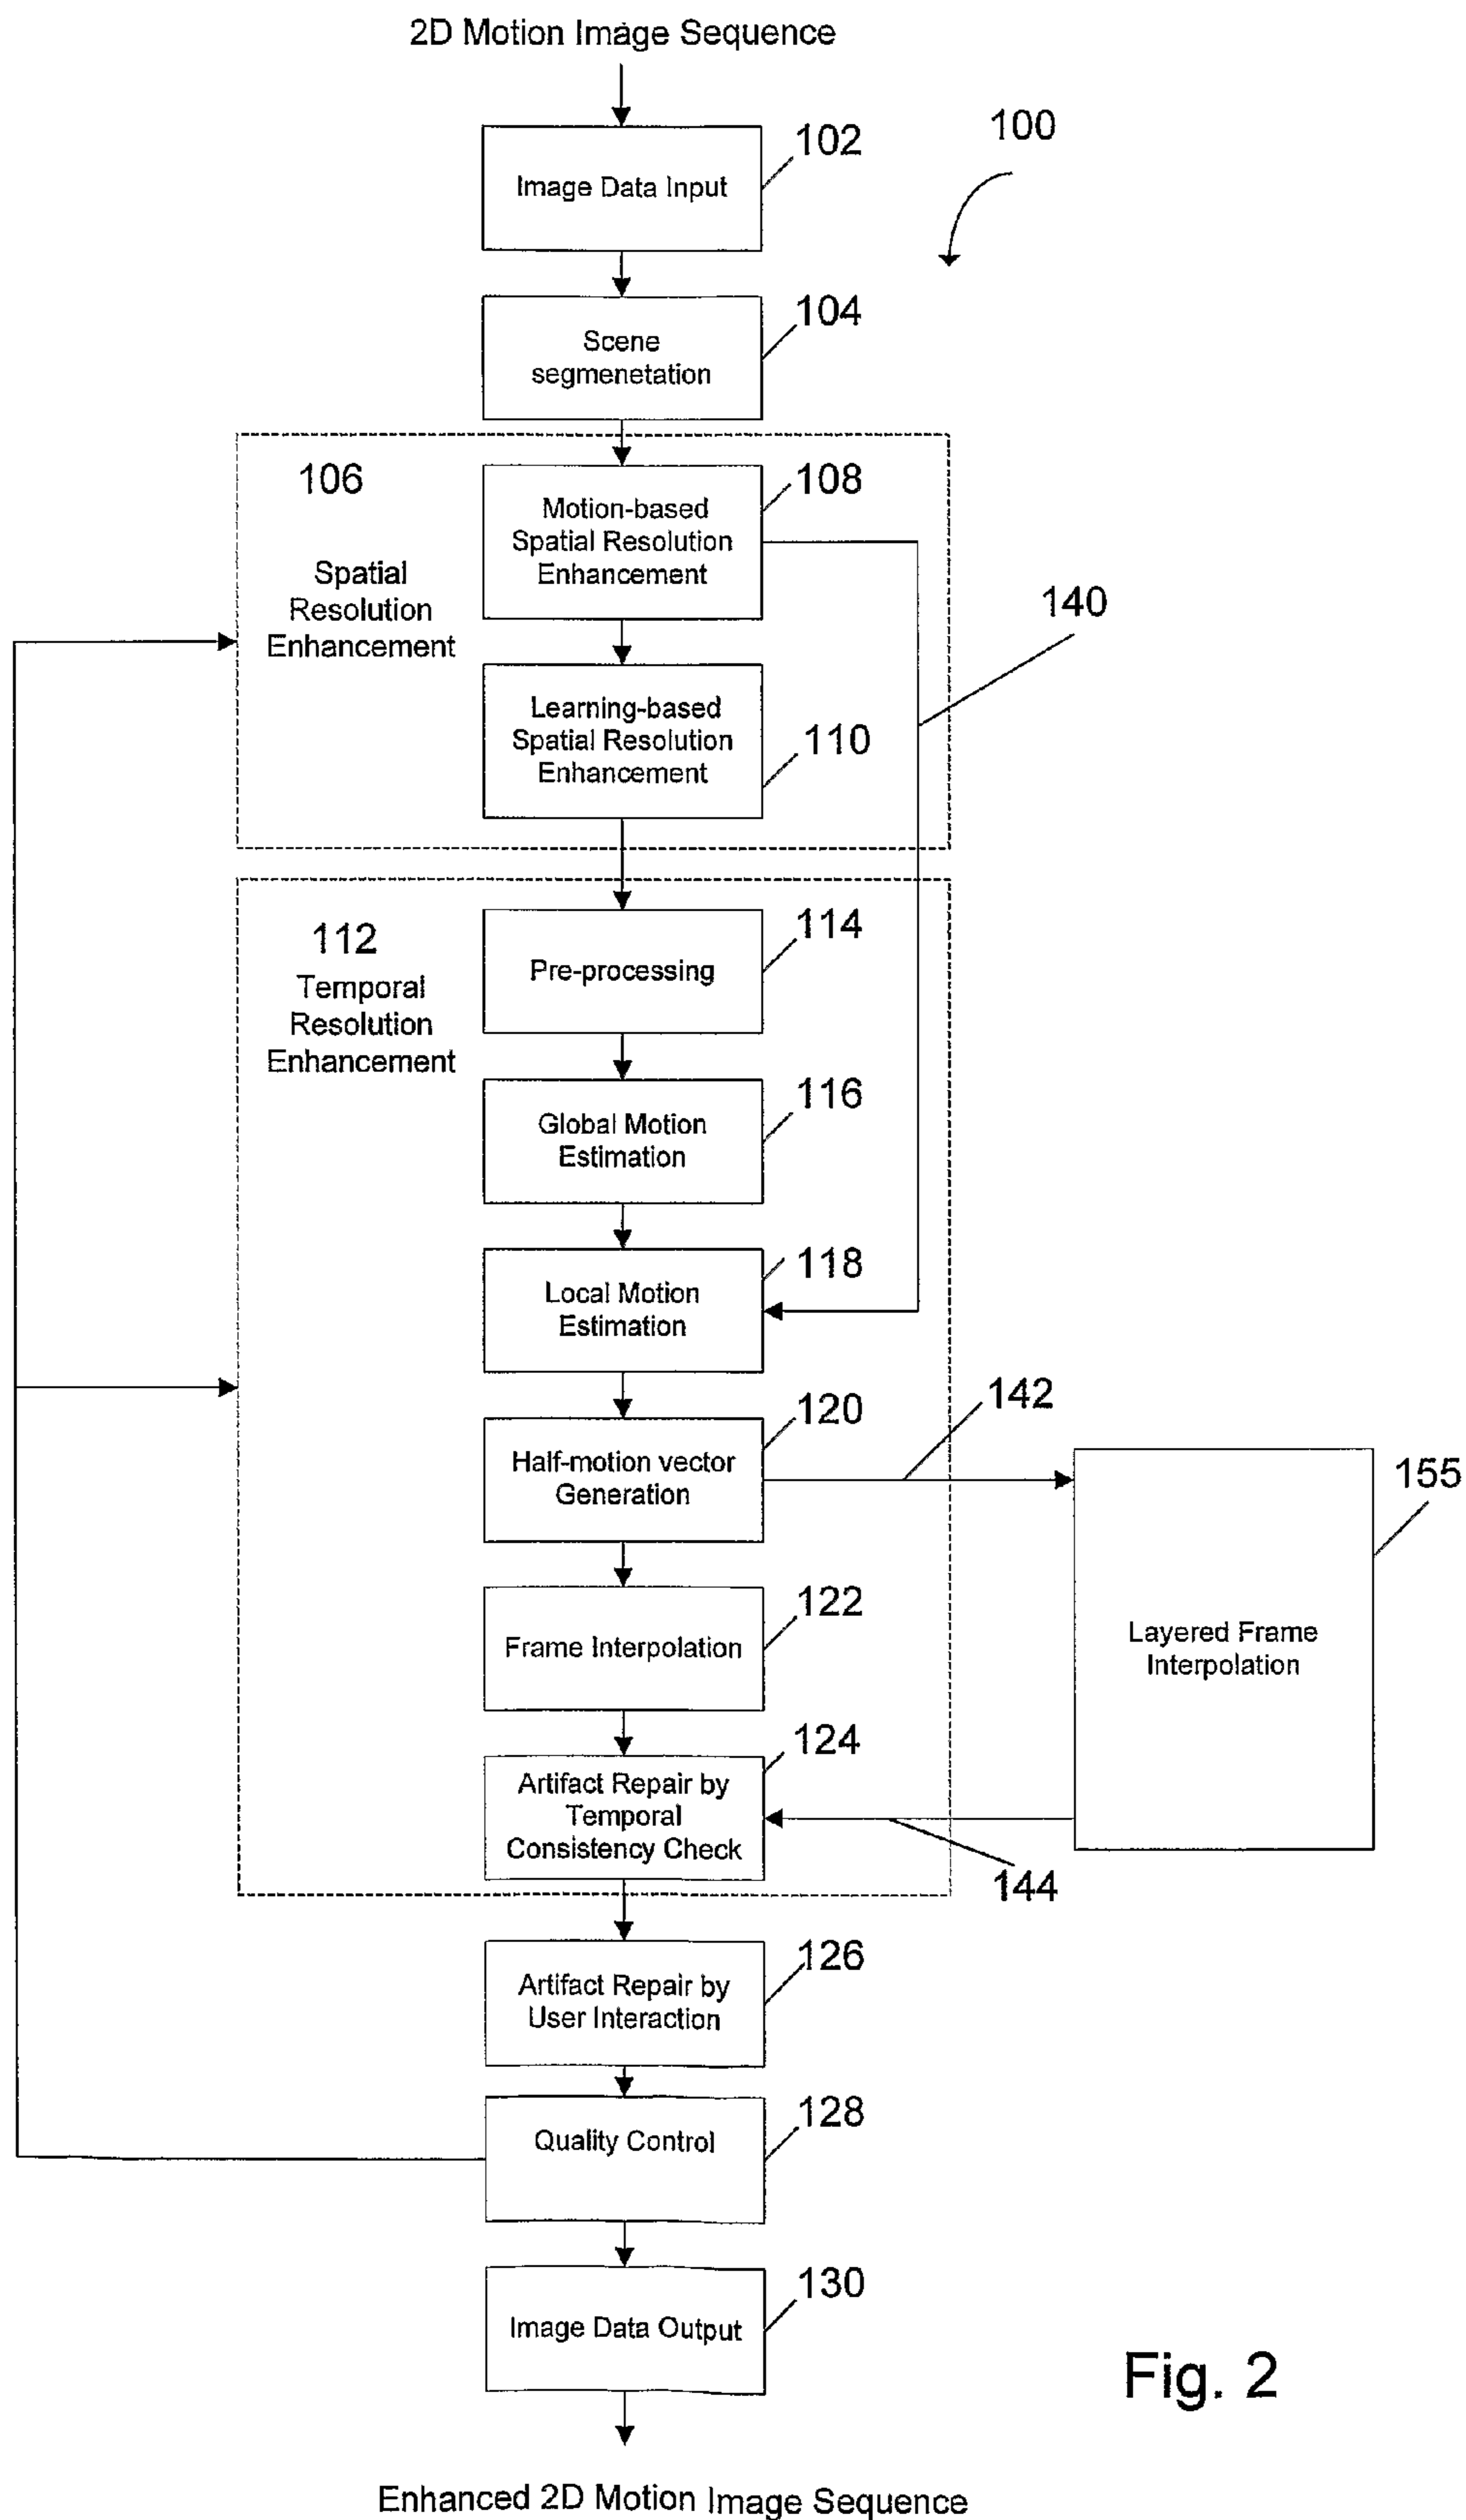 2D Motion Image Sequence
100
102
Image Data Input
104
Scene
segmenetation
106
Spatial
Resolution
Enhancement
108
Motion-based
Spatial Resolution
Enhancement
140
Learning-based
Spatial Resolution
Enhancement
110
112
Temporal
Resolution
Enhancement
114
Pre-processing
116
Global Motion
Estimation
118
Local Motion
Estimation
120
Half-motion vector
Generation
142
155
Layered Frame
Interpolation
122
Frame Interpolation
124
Artifact Repair by
Temporal
Consistency Check
144
126
Artifact Repair by
User Interaction
128
Quality Control
130
Image Data Output
Fig. 2
Enhanced 2D Motion Image Sequence